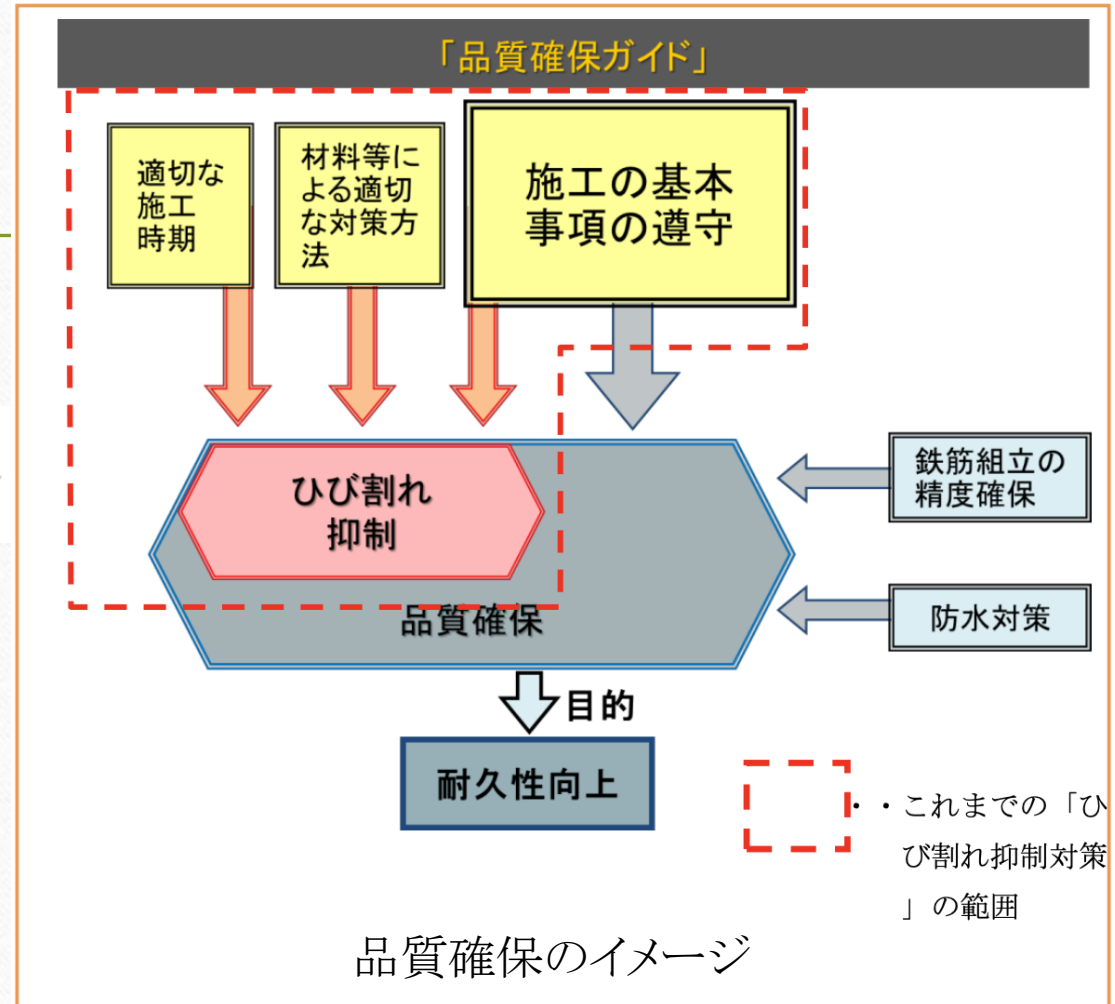 「品質確保ガイド」
適切な
施工
時期
材料等に
よる適切
な対策方
法
施工の基本
事項の遵守
ひび割れ
抑制
品質確保
鉄筋組立の
精度確保
防水対策
目的
耐久性向上
・・これまでの「ひ
び割れ抑制対策
」の範囲
品質確保のイメージ